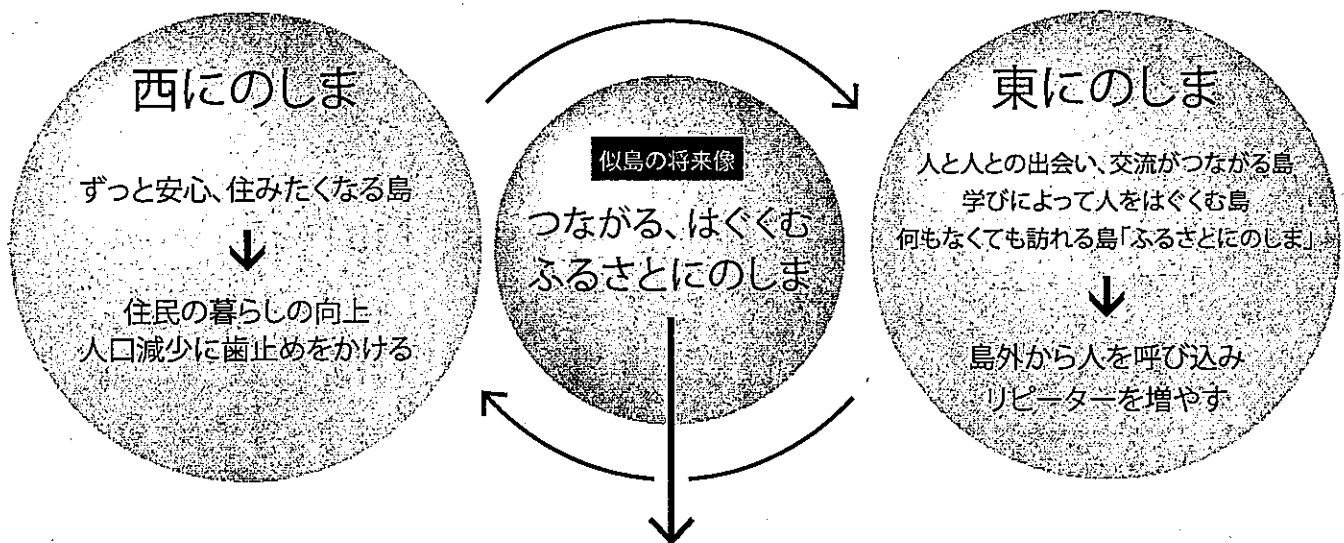 西にのしま
ずっと安心、住みたくなる島
住民の暮らしの向上
人口減少に歯止めをかける
似島の将来像
つながる、はぐくむ
ふるさとにのしま
東にのしま
人と人との出会い、交流がつながる島
学びによって人をはぐくむ島
何もなくても訪れる島「ふるさとにのしま」
島外から人を呼び込み
リピーターを増やす